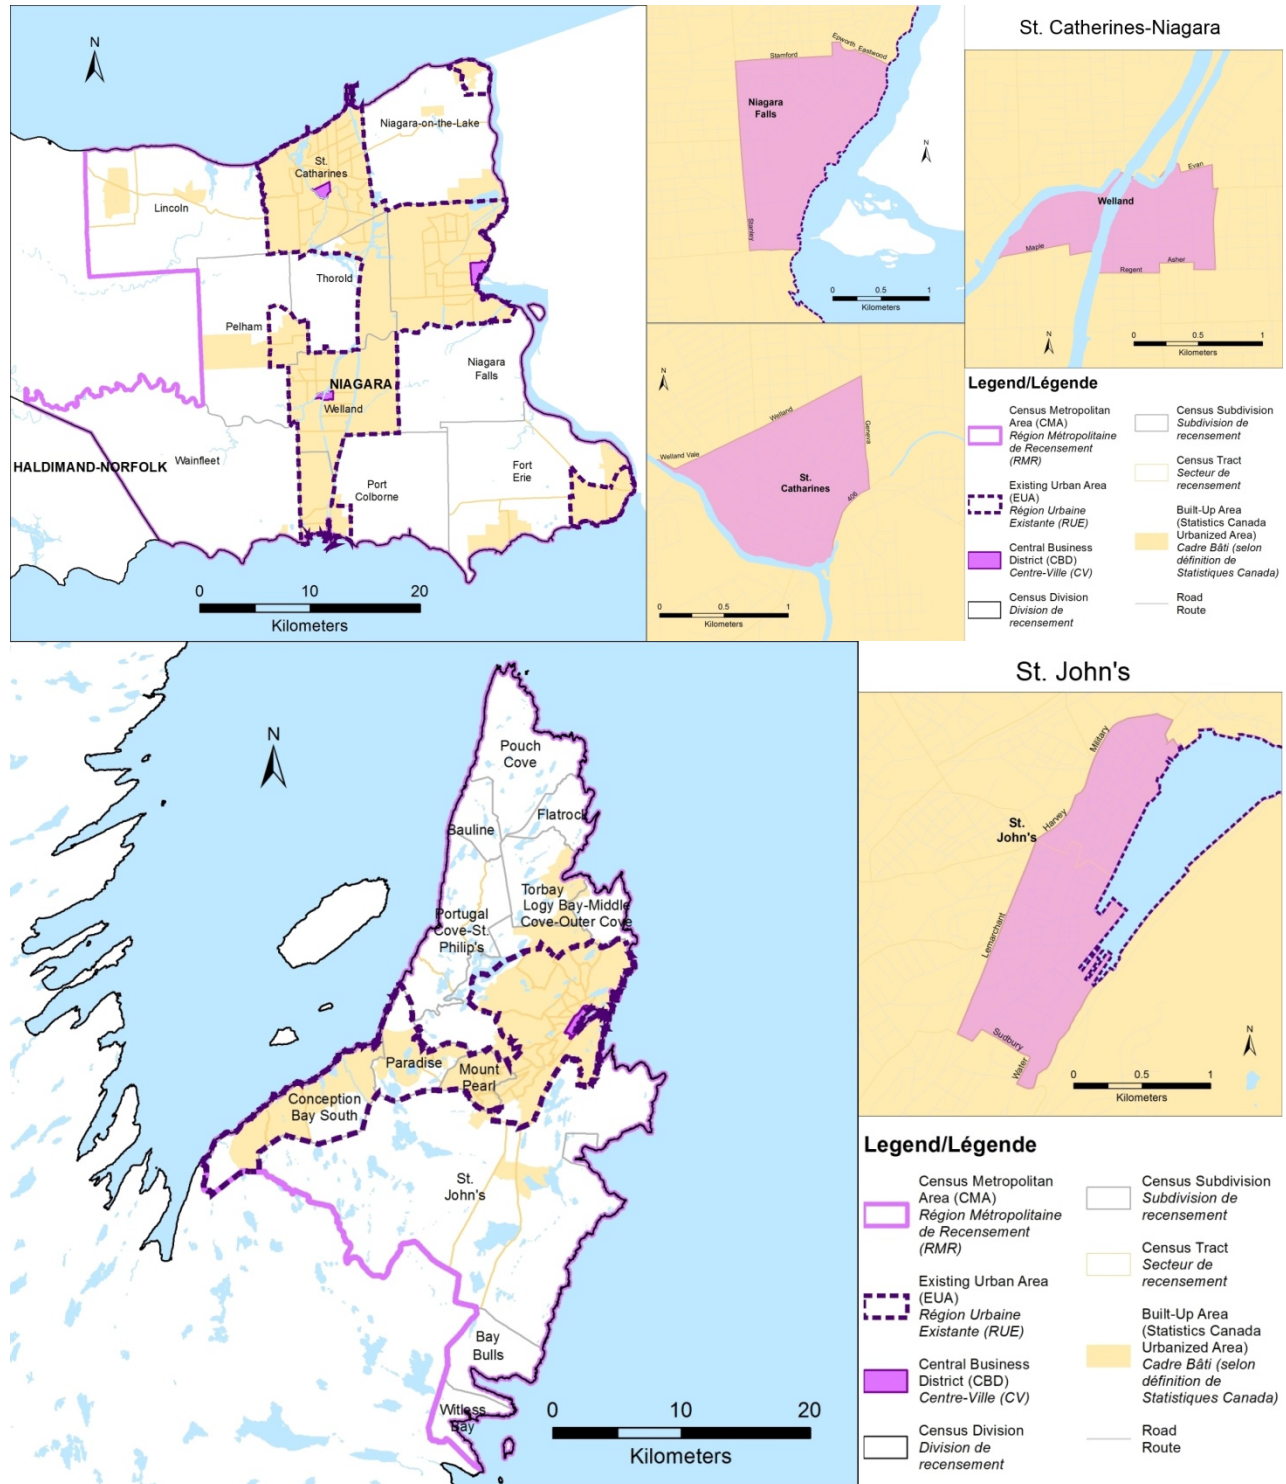 St. Catherines-Niagara
N
Niagara-on-the-Lake
St.
Catharines
Lincoln
Thorold
Pelham
NIAGARA
Welland
Niagara
Falls
HALDIMAND-NORFOLK
Wainfleet
Port
Colborne
Fort
Erie
0 10 20
Kilometers
Epworth
Eastwood
Stamford
Niagara
Falls
N
Stanley
0 0.5 1
Kilometers
Evan
Welland
Maple
Asher
Regent
N
0 0.5 1
Kilometers
N
Welland
Geneva
Welland Vale
St.
Catharines
406
0 0.5 1
Kilometers
Legend/Légende
Census Metropolitan
Area (CMA)
Région Métropolitaine
de Recensement
(RMR)
Existing Urban Area
(EUA)
Région Urbaine
Existante (RUE)
Central Business
District (CBD)
Centre-Ville (CV)
Census Division
Division de
recensement
Census Subdivision
Subdivision de
recensement
Census Tract
Secteur de
recensement
Built-Up Area
(Statistics Canada
Urbanized Area)
Cadre Bâti (selon
définition de
Statistiques Canada)
Road
Route
St. John's
N
Pouch
Cove
Flatrock
Bauline
Torbay
Logy Bay-Middle
Cove-Outer Cove
Portugal
Cove-St.
Philip's
Paradise
Mount
Pearl
Conception
Bay South
St.
John's
Bay
Bulls
Witless
Bay
0 10 20
Kilometers
Military
Harvey
St.
John's
Lemarchant
Sudbury
Water
N
0 0.5 1
Kilometers
Legend/Légende
Census Metropolitan
Area (CMA)
Région Métropolitaine
de Recensement
(RMR)
Existing Urban Area
(EUA)
Région Urbaine
Existante (RUE)
Central Business
District (CBD)
Centre-Ville (CV)
Census Division
Division de
recensement
Census Subdivision
Subdivision de
recensement
Census Tract
Secteur de
recensement
Built-Up Area
(Statistics Canada
Urbanized Area)
Cadre Bâti (selon
définition de
Statistiques Canada)
Road
Route